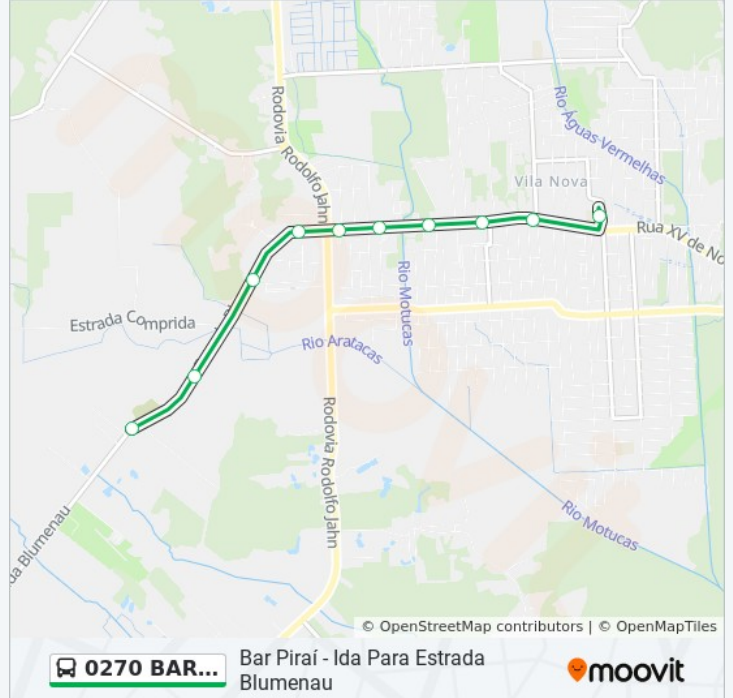 Rodovia Rodolfo Jahn
Rio Águas Vermelhas
Vila Nova
Rua XV de No
Rio Motucas
Estrada Comprida
Rio Aratacas
Rodovia Rodolfo Jahn
Rio Motucas
da Blumenau
© OpenStreetMap contributors | © OpenMapTiles
0270 BAR...
Bar Piraí - Ida Para Estrada
Blumenau
moovit